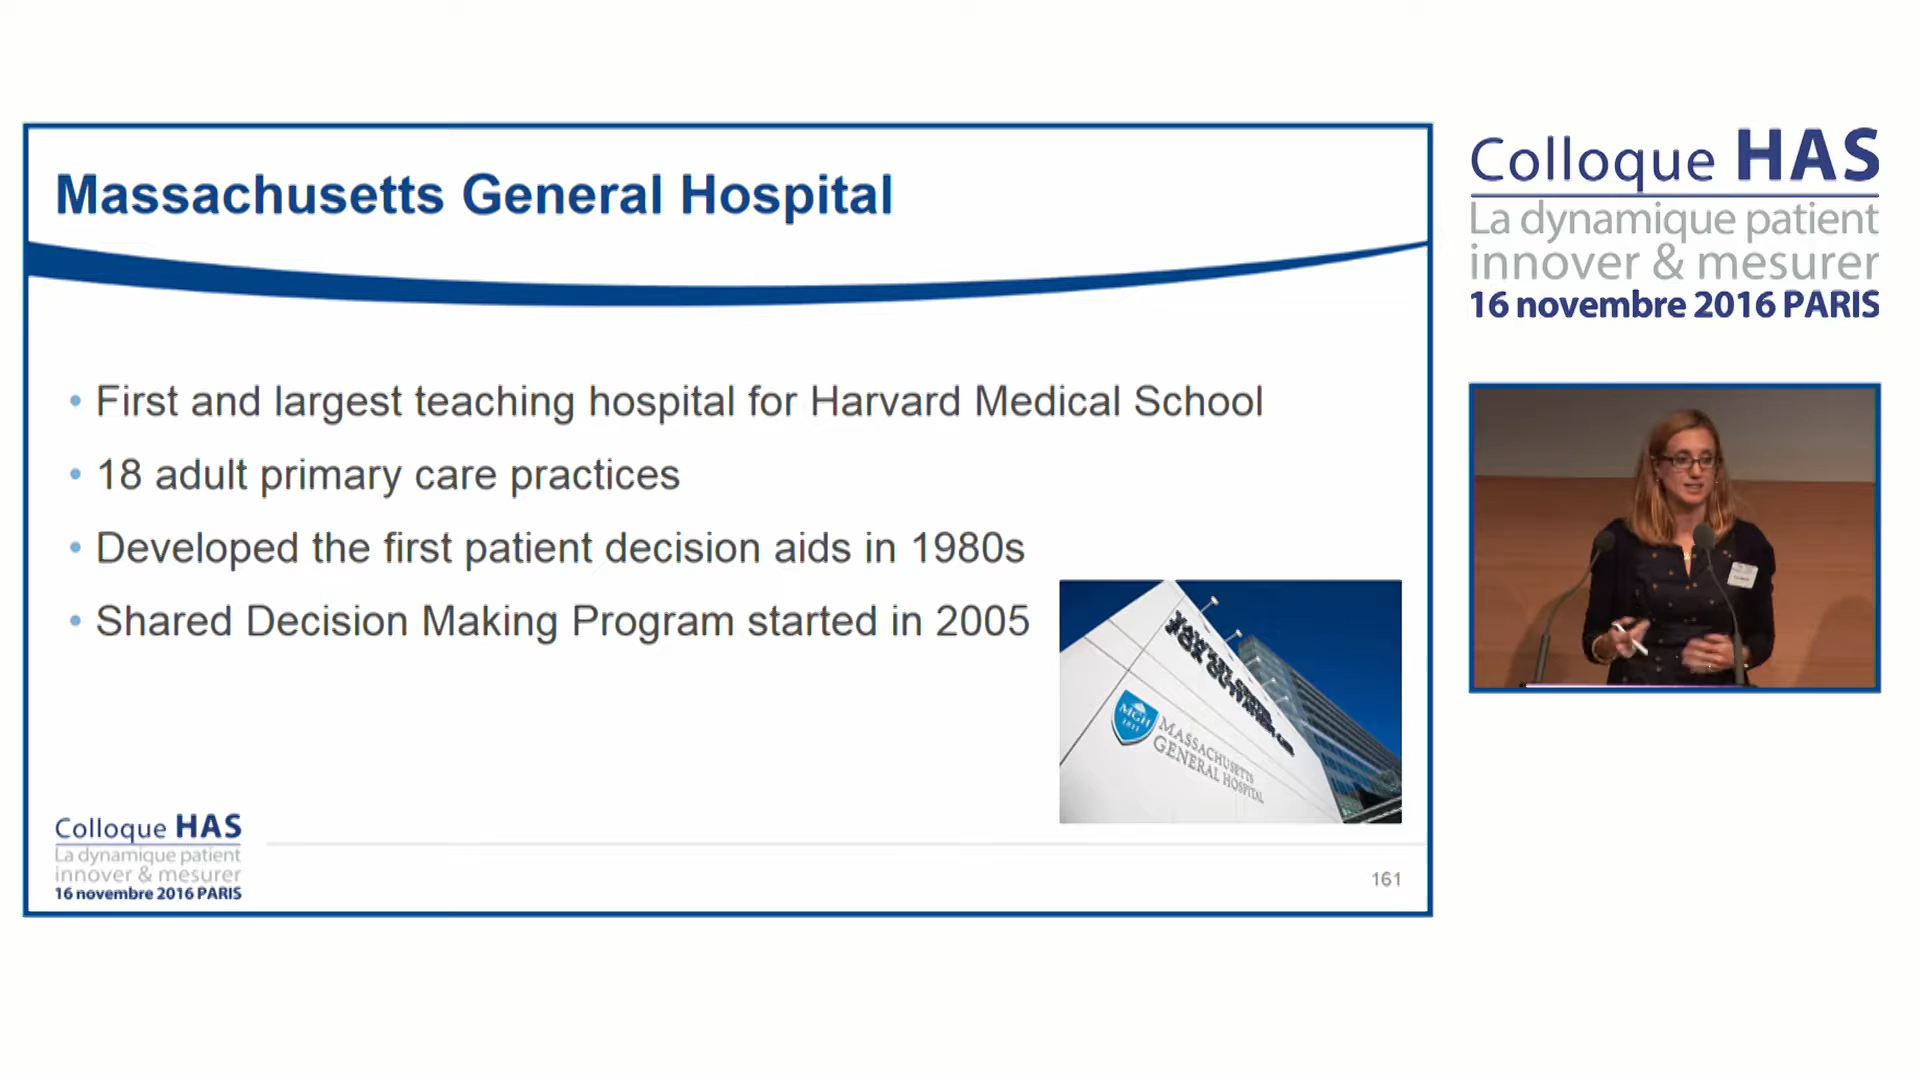 Massachusetts General Hospital
• First and largest teaching hospital for Harvard Medical School
• 18 adult primary care practices
• Developed the first patient decision aids in 1980s
• Shared Decision Making Program started in 2005
MGH
1811
MASSACHUSETTS
GENERAL HOSPITAL
Colloque HAS
La dynamique patient
innover & mesurer
16 novembre 2016 PARIS
161
Colloque HAS
La dynamique patient
innover & mesurer
16 novembre 2016 PARIS